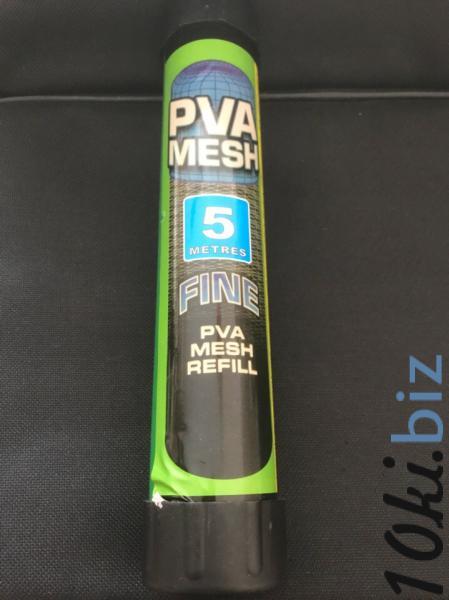 PVA
MESH
5
METRES
FINE
PVA
MESH
REFILL
10ki.biz